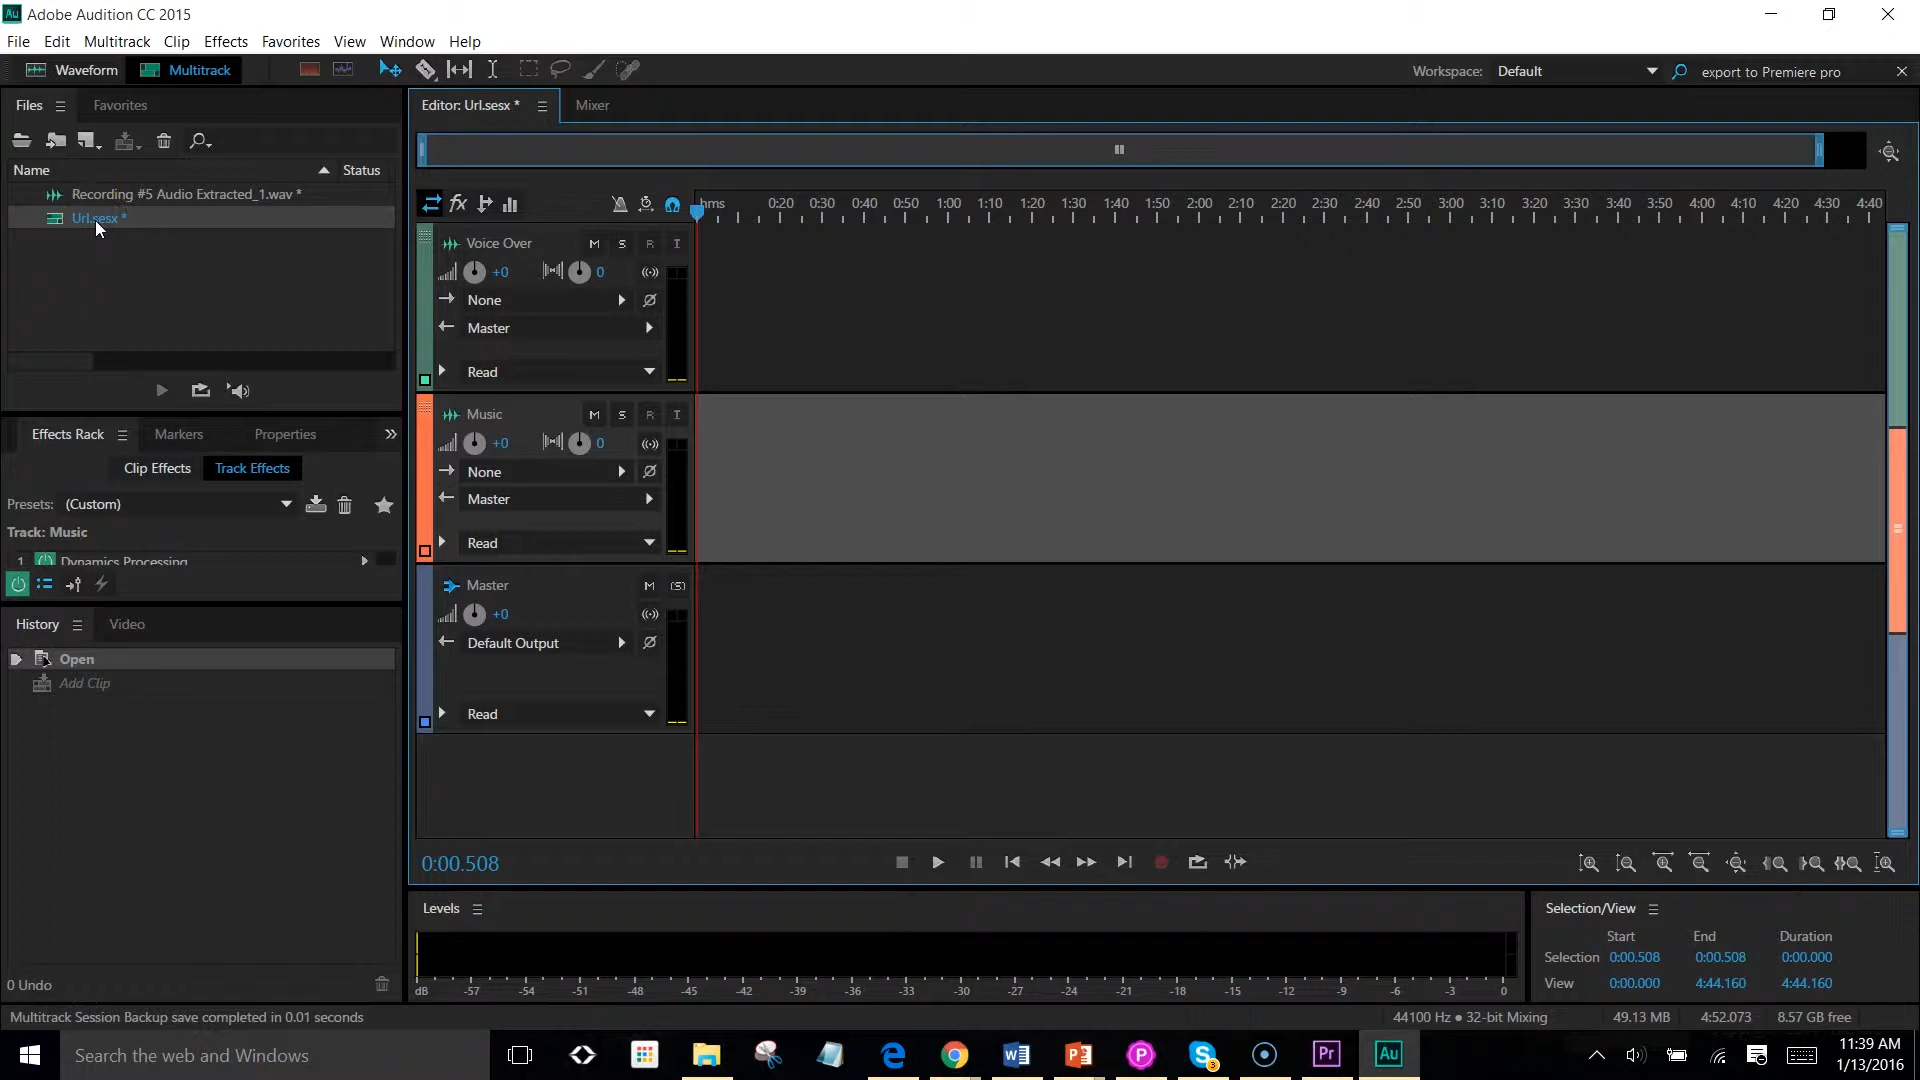 Au Adobe Audition CC 2015
File Edit Multitrack Clip Effects Favorites View Window Help
Waveform Multitrack Workspace: Default export to Premiere pro
Files Favorites
Name Status
Recording #5 Audio Extracted_1.wav *
Url.sesx *
Effects Rack Markers Properties
Clip Effects Track Effects
Presets: (Custom)
Track: Music
1 Dynamics Processing
History Video
Open
Add Clip
0 Undo
Editor: Url.sesx * Mixer
fx hms 0:20 0:30 0:40 0:50 1:00 1:10 1:20 1:30 1:40 1:50 2:00 2:10 2:20 2:30 2:40 2:50 3:00 3:10 3:20 3:30 3:40 3:50 4:00 4:10 4:20 4:30 4:40
Voice Over M S R I
+0 0
None
Master
Read
Music M S R I
+0 0
None
Master
Read
Master M (S)
+0
Default Output
Read
0:00.508
Levels
dB -57 -54 -51 -48 -45 -42 -39 -36 -33 -30 -27 -24 -21 -18 -15 -12 -9 -6 -3 0
Selection/View
Start End Duration
Selection 0:00.508 0:00.508 0:00.000
View 0:00.000 4:44.160 4:44.160
Multitrack Session Backup save completed in 0.01 seconds 44100 Hz ● 32-bit Mixing 49.13 MB 4:52.073 8.57 GB free
Search the web and Windows
3
Pr Au
11:39 AM
1/13/2016